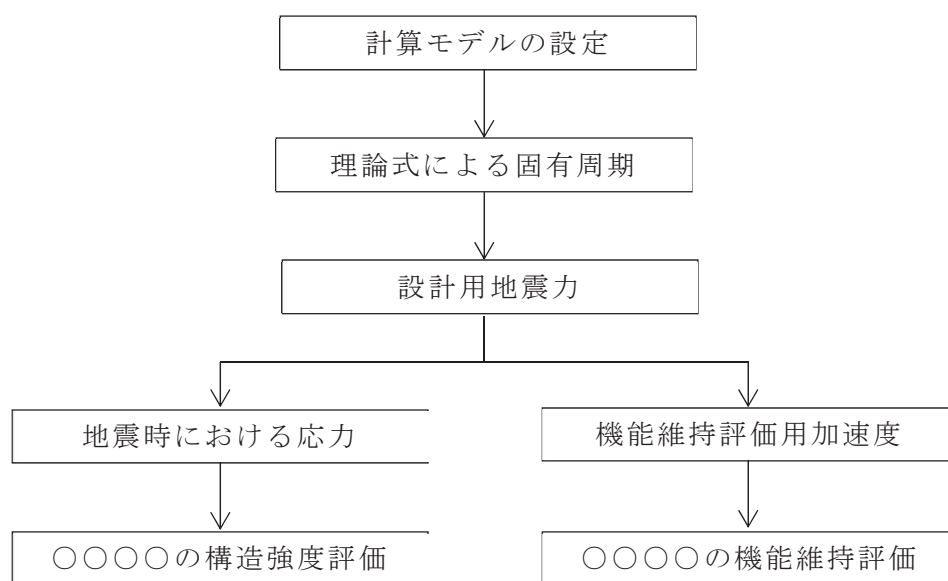 計算モデルの設定
理論式による固有周期
設計用地震力
地震時における応力
機能維持評価用加速度
○○○○の構造強度評価
○○○○の機能維持評価